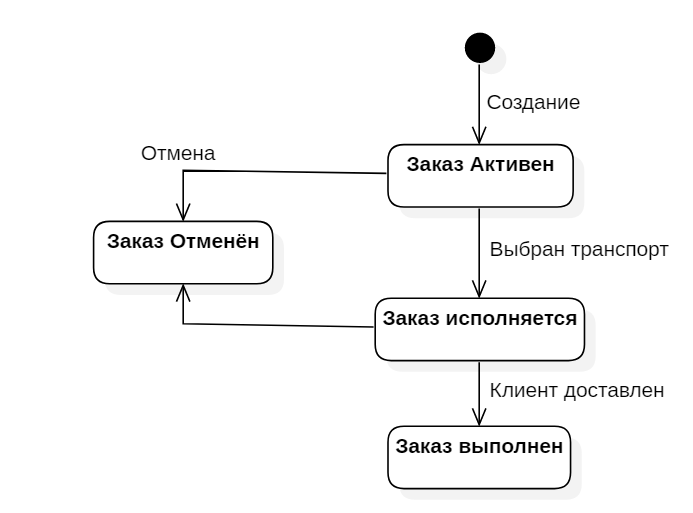 Создание
Отмена
Заказ Активен
Заказ Отменён
Выбран транспорт
Заказ исполняется
Клиент доставлен
Заказ выполнен